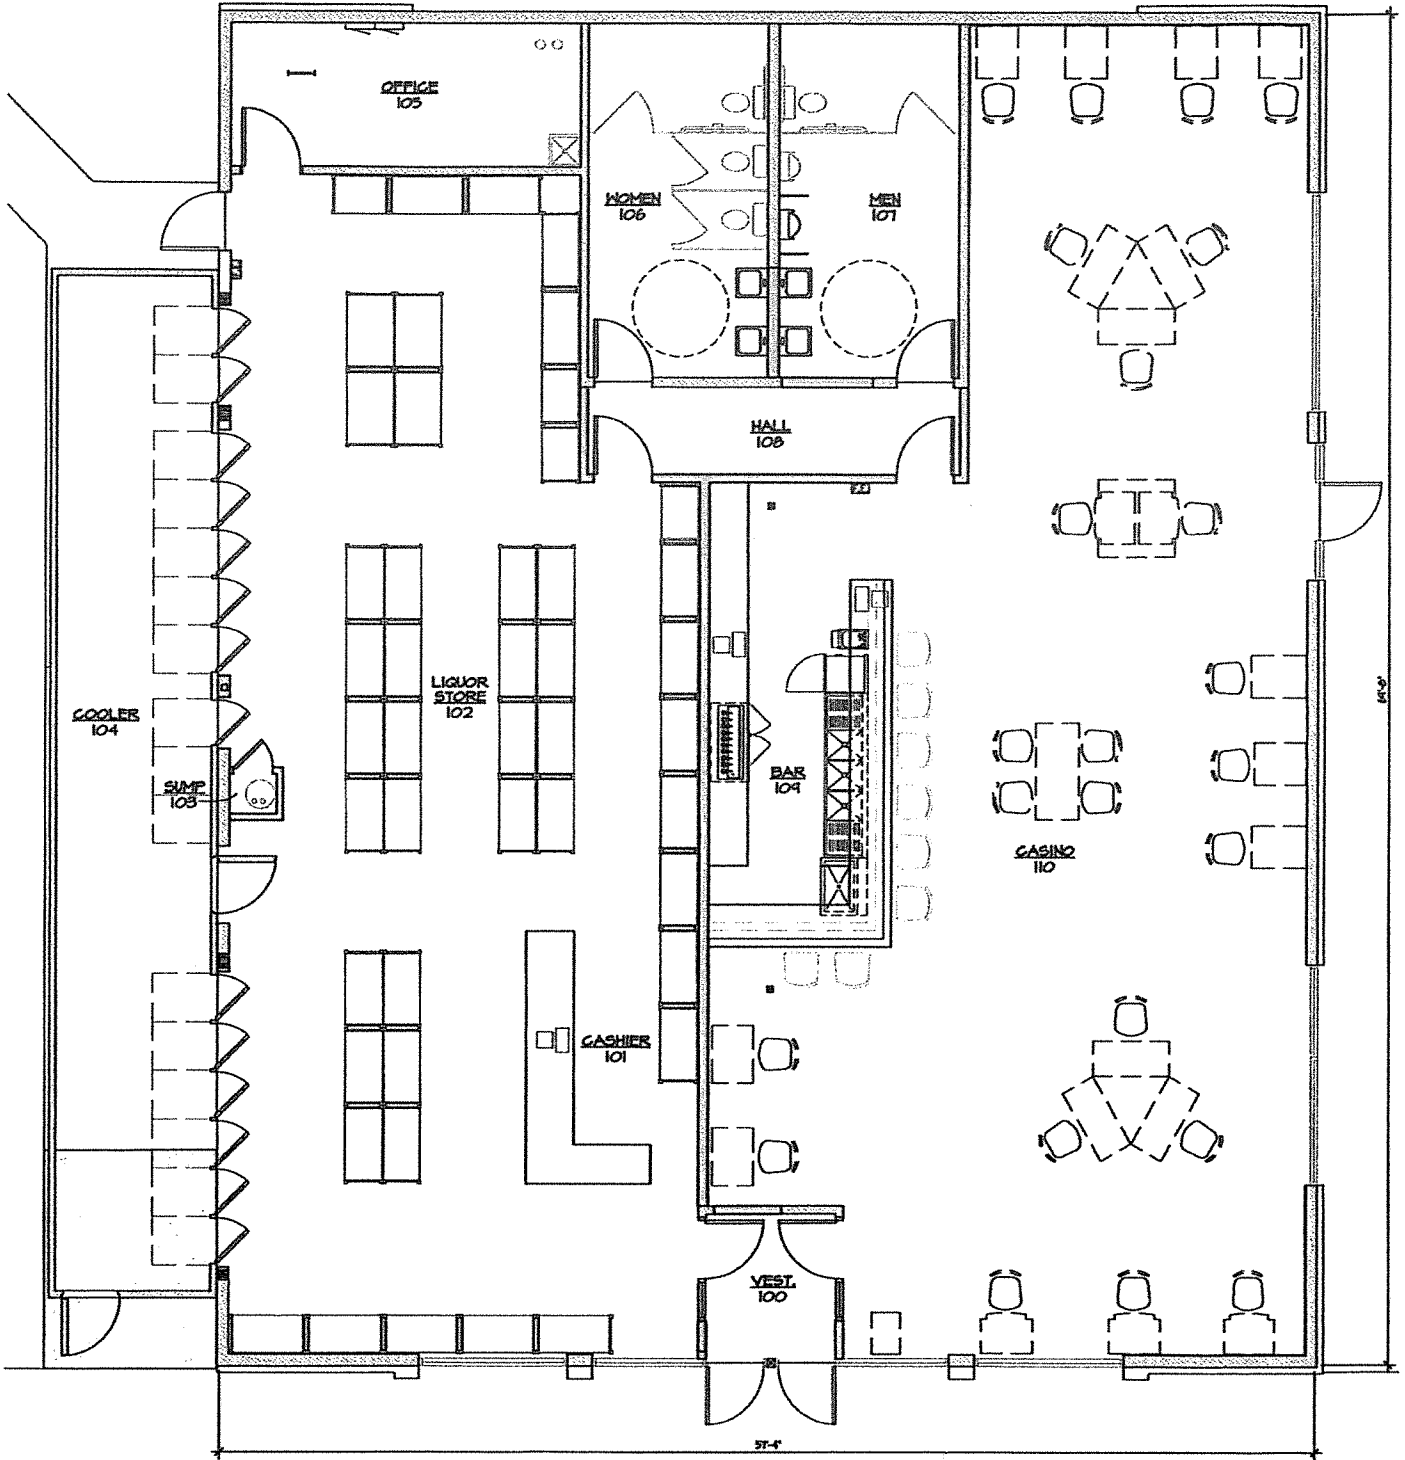 OFFICE
105
WOMEN
106
MEN
107
HALL
108
LIQUOR
STORE
102
COOLER
104
SUMP
103
BAR
109
CASINO
110
CASHIER
101
VEST.
100
57'-4"